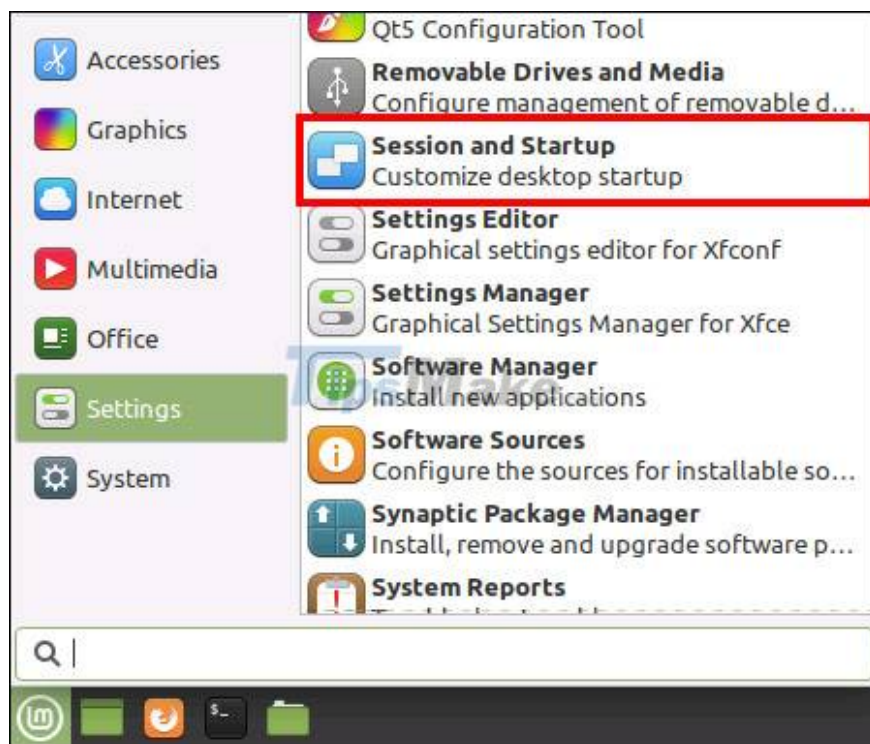 Accessories
Graphics
Internet
Multimedia
Office
Settings
System
Qt5 Configuration Tool
Removable Drives and Media
Configure management of removable d...
Session and Startup
Customize desktop startup
Settings Editor
Graphical settings editor for Xfconf
Settings Manager
Graphical Settings Manager for Xfce
Software Manager
Install new applications
Software Sources
Configure the sources for installable so...
Synaptic Package Manager
Install, remove and upgrade software p...
System Reports
TipsMake
$_